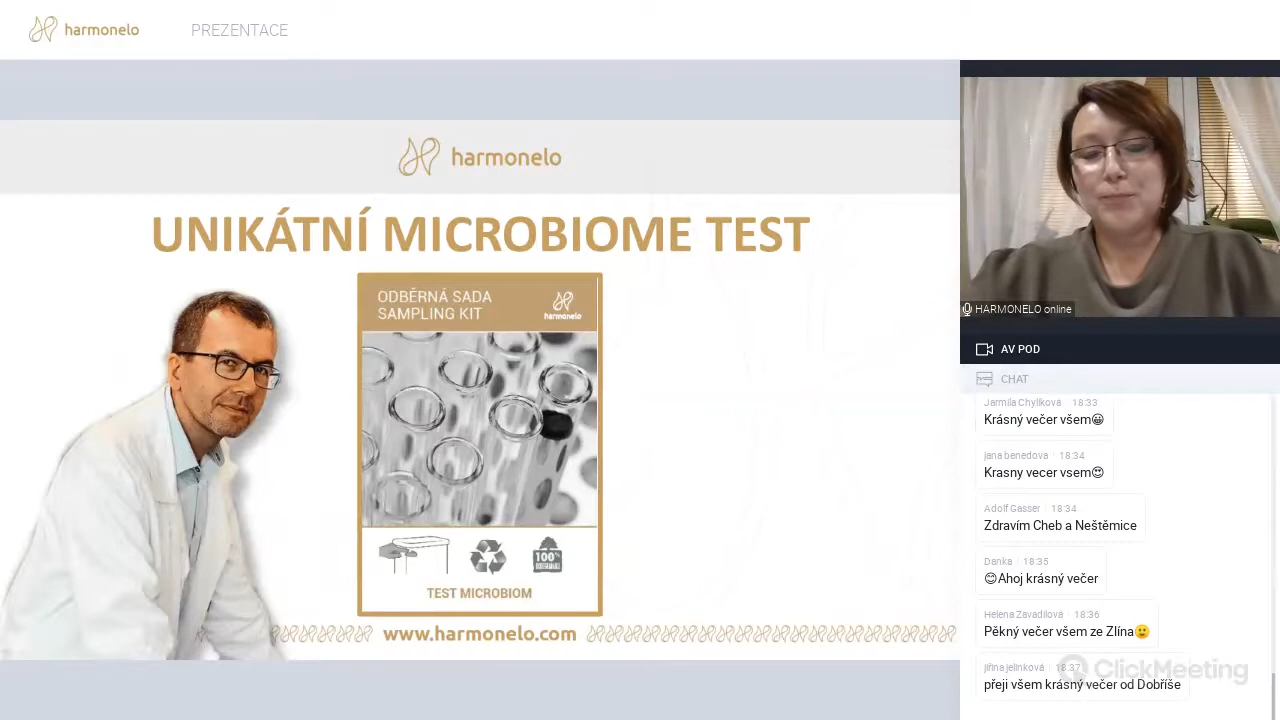 harmonelo
PREZENTACE
harmonelo
UNIKÁTNÍ MICROBIOME TEST
ODBĚRNÁ SADA
SAMPLING KIT
harmonelo
100%
BIODEGRADABLE
TEST MICROBIOM
www.harmonelo.com
HARMONELO online
AV POD
CHAT
Jarmila Chylíková 18:33
Krásný večer všem😀
jana benedova 18:34
Krasny vecer vsem😍
Adolf Gasser 18:34
Zdravím Cheb a Neštěmice
Danka 18:35
😊Ahoj krásný večer
Helena Zavadilová 18:36
Pěkný večer všem ze Zlína🙂
jiřina jelinková 18:37
přeji všem krásný večer od Dobříše
ClickMeeting